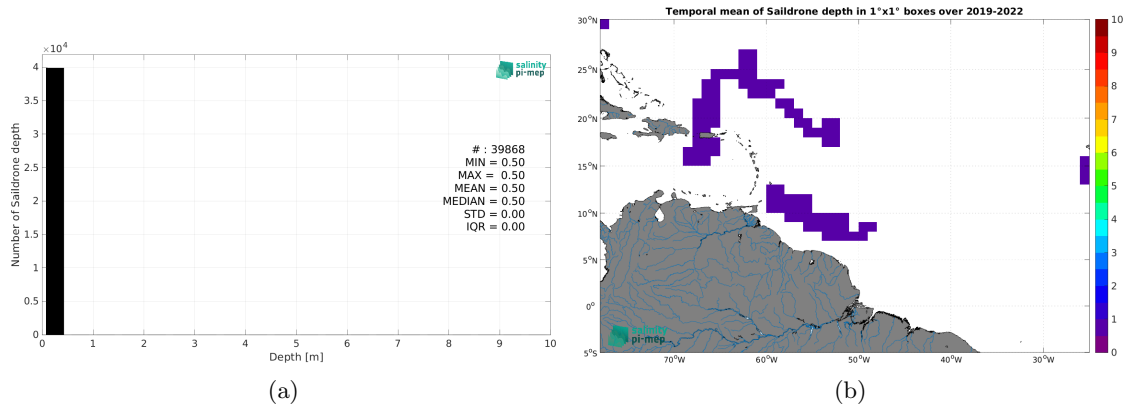 ×10⁴
4
3.5
3
2.5
2
1.5
1
0.5
0
Number of Saildrone depth
salinity
pi-mep
# : 39868
MIN = 0.50
MAX = 0.50
MEAN = 0.50
MEDIAN = 0.50
STD = 0.00
IQR = 0.00
0 1 2 3 4 5 6 7 8 9 10
Depth [m]
(a)
Temporal mean of Saildrone depth in 1°x1° boxes over 2019-2022
30°N
25°N
20°N
15°N
10°N
5°N
0°
5°S
salinity
pi-mep
70°W 60°W 50°W 40°W 30°W
10
9
8
7
6
5
4
3
2
1
0
(b)